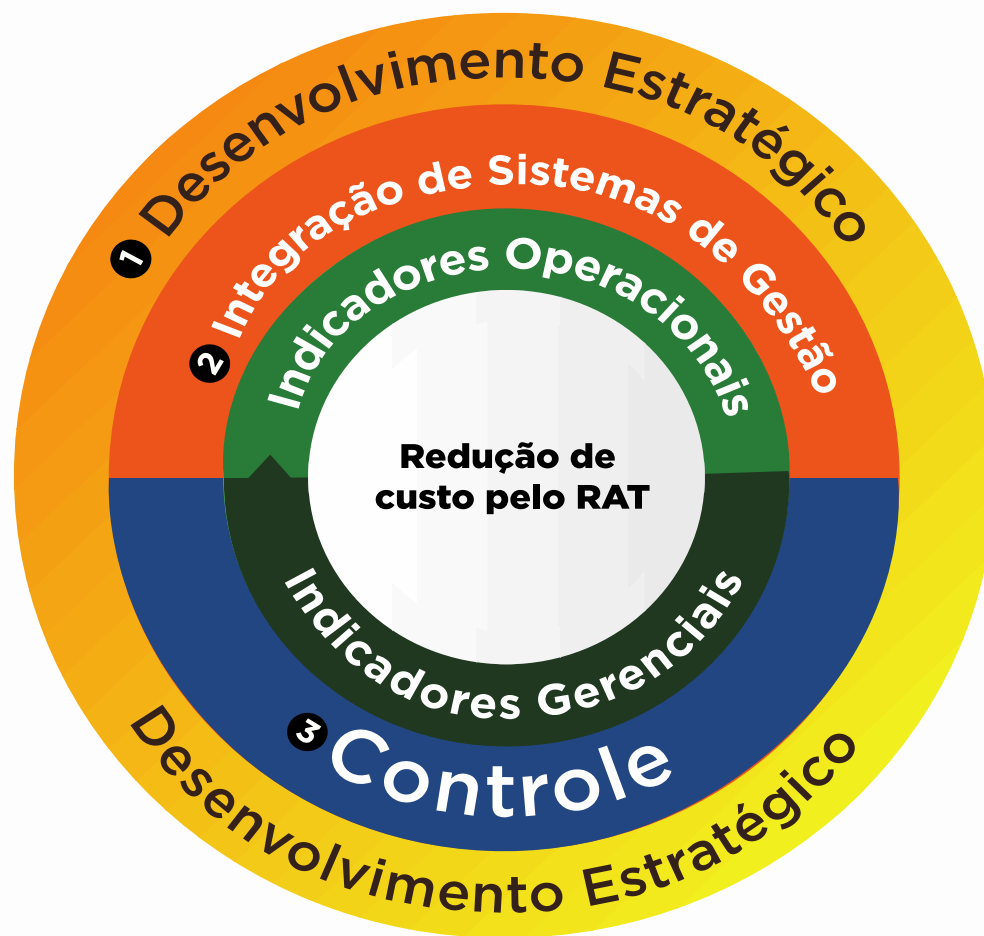 1 Desenvolvimento Estratégico
2 Integração de Sistemas de Gestão
Indicadores Operacionais
Redução de
custo pelo RAT
Indicadores Gerenciais
3 Controle
Desenvolvimento Estratégico